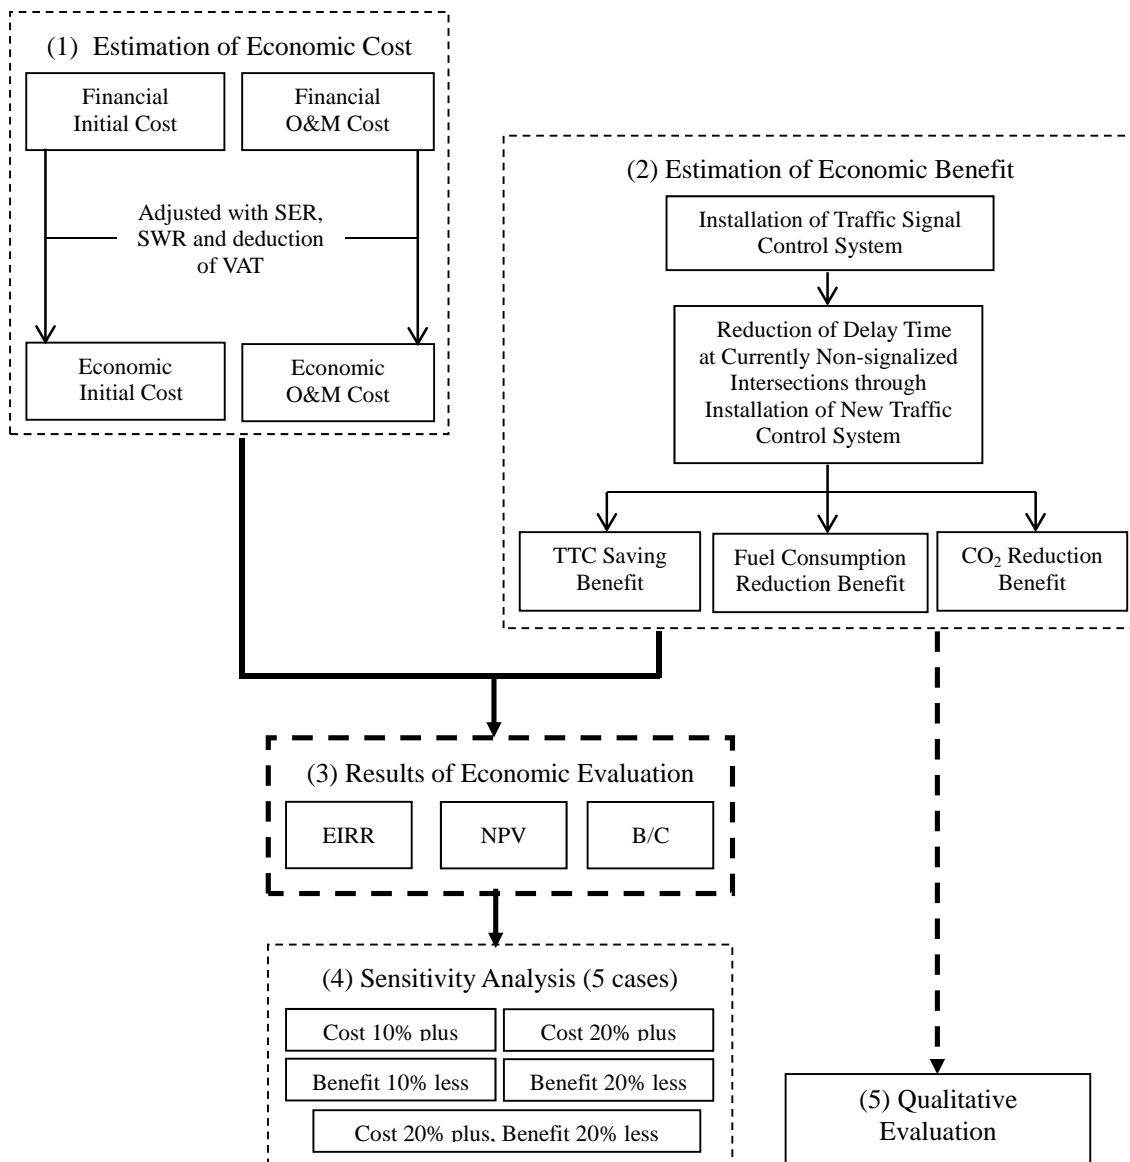 (1) Estimation of Economic Cost
Financial
Initial Cost
Financial
O&M Cost
Adjusted with SER,
SWR and deduction
of VAT
Economic
Initial Cost
Economic
O&M Cost
(2) Estimation of Economic Benefit
Installation of Traffic Signal
Control System
Reduction of Delay Time
at Currently Non-signalized
Intersections through
Installation of New Traffic
Control System
TTC Saving
Benefit
Fuel Consumption
Reduction Benefit
CO₂ Reduction
Benefit
(3) Results of Economic Evaluation
EIRR
NPV
B/C
(4) Sensitivity Analysis (5 cases)
Cost 10% plus
Cost 20% plus
Benefit 10% less
Benefit 20% less
Cost 20% plus, Benefit 20% less
(5) Qualitative
Evaluation